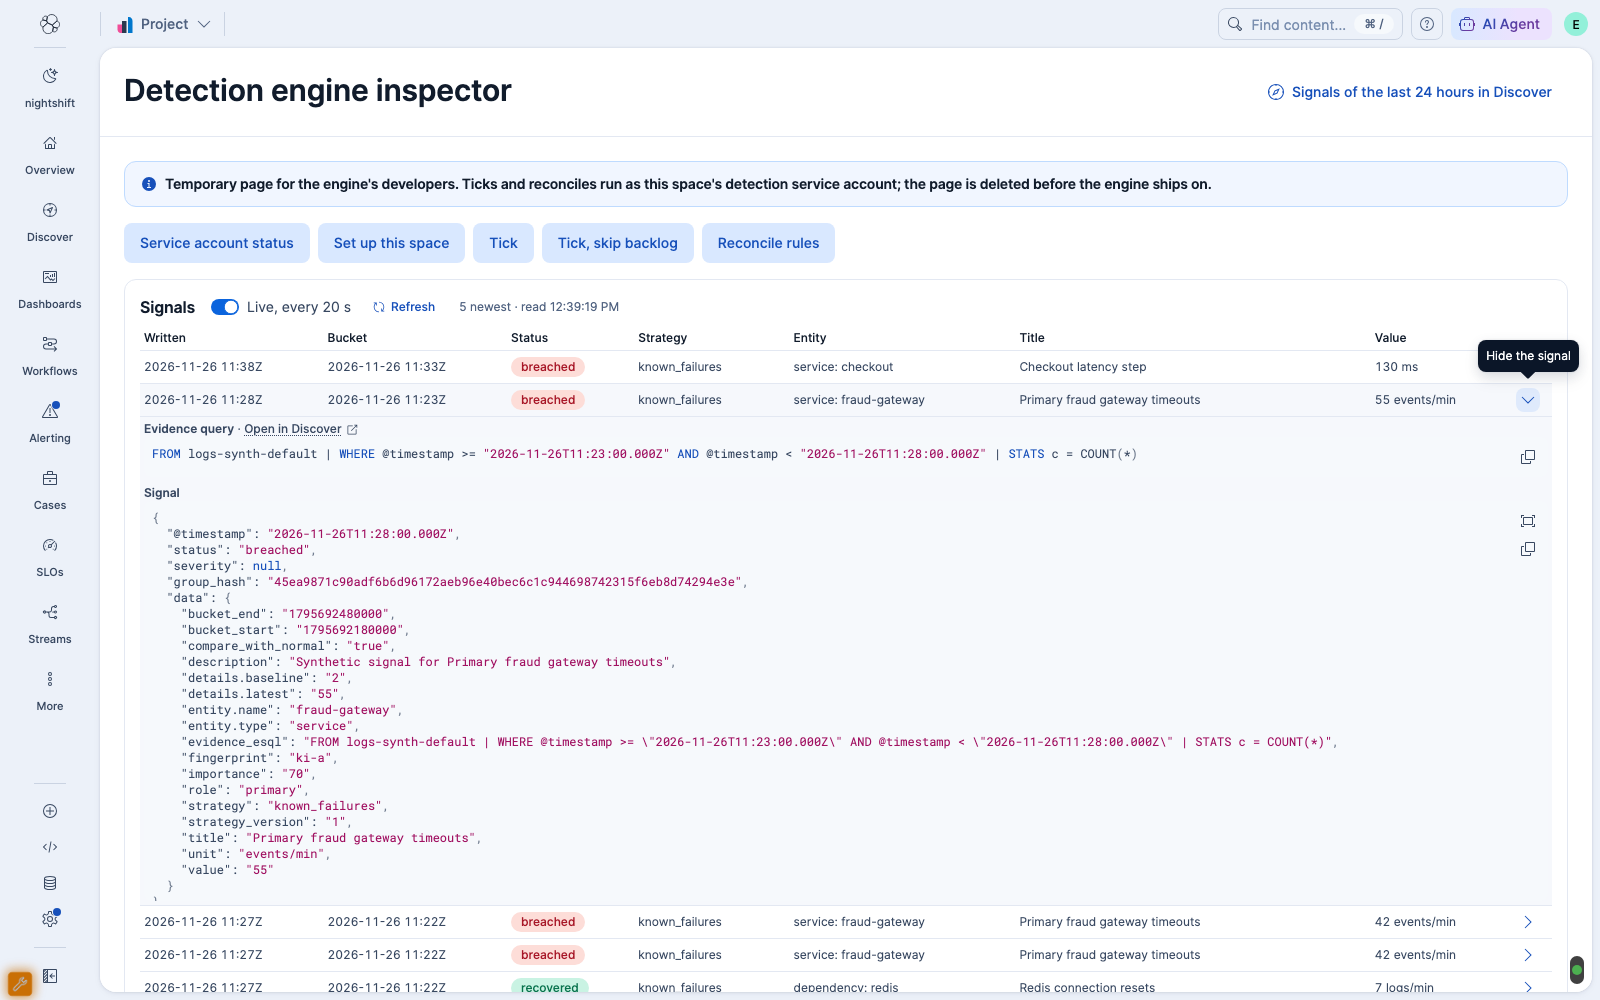 Project
Find content...
⌘ /
AI Agent
E
nightshift
Overview
Discover
Dashboards
Workflows
Alerting
Cases
SLOs
Streams
More
Detection engine inspector
Signals of the last 24 hours in Discover
Temporary page for the engine's developers. Ticks and reconciles run as this space's detection service account; the page is deleted before the engine ships on.
Service account status
Set up this space
Tick
Tick, skip backlog
Reconcile rules
Signals Live, every 20 s Refresh 5 newest · read 12:39:19 PM
Written Bucket Status Strategy Entity Title Value
Hide the signal
2026-11-26 11:38Z 2026-11-26 11:33Z breached known_failures service: checkout Checkout latency step 130 ms
2026-11-26 11:28Z 2026-11-26 11:23Z breached known_failures service: fraud-gateway Primary fraud gateway timeouts 55 events/min
Evidence query · Open in Discover
FROM logs-synth-default | WHERE @timestamp >= "2026-11-26T11:23:00.000Z" AND @timestamp < "2026-11-26T11:28:00.000Z" | STATS c = COUNT(*)
Signal
{
"@timestamp": "2026-11-26T11:28:00.000Z",
"status": "breached",
"severity": null,
"group_hash": "45ea9871c90adf6b6d96172aeb96e40bec6c1c944698742315f6eb8d74294e3e",
"data": {
"bucket_end": "1795692480000",
"bucket_start": "1795692180000",
"compare_with_normal": "true",
"description": "Synthetic signal for Primary fraud gateway timeouts",
"details.baseline": "2",
"details.latest": "55",
"entity.name": "fraud-gateway",
"entity.type": "service",
"evidence_esql": "FROM logs-synth-default | WHERE @timestamp >= \"2026-11-26T11:23:00.000Z\" AND @timestamp < \"2026-11-26T11:28:00.000Z\" | STATS c = COUNT(*)",
"fingerprint": "ki-a",
"importance": "70",
"role": "primary",
"strategy": "known_failures",
"strategy_version": "1",
"title": "Primary fraud gateway timeouts",
"unit": "events/min",
"value": "55"
}
}
2026-11-26 11:27Z 2026-11-26 11:22Z breached known_failures service: fraud-gateway Primary fraud gateway timeouts 42 events/min
2026-11-26 11:27Z 2026-11-26 11:22Z breached known_failures service: fraud-gateway Primary fraud gateway timeouts 42 events/min
2026-11-26 11:27Z 2026-11-26 11:22Z recovered known_failures dependency: redis Redis connection resets 7 logs/min